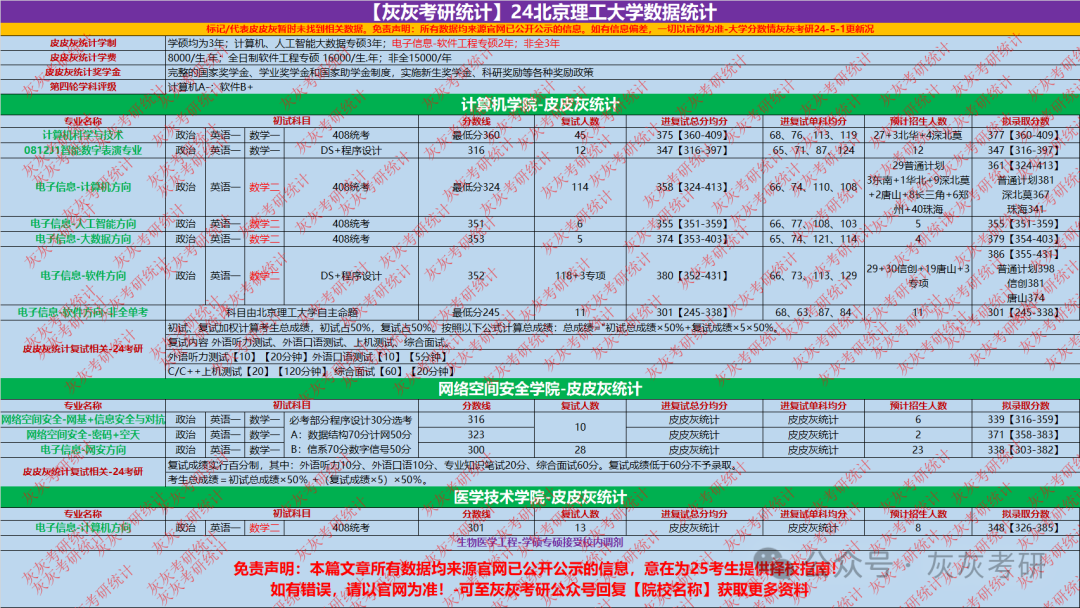 【灰灰考研统计】24北京理工大学数据统计
标记/代表皮皮灰暂时未找到相关数据。免责声明：所有数据均来源官网已公开公示的信息。如有信息偏差，一切以官网为准-大学分数情灰灰考研24-5-1更新况
皮皮灰统计学制 学硕均为3年；计算机、人工智能大数据专硕3年；电子信息-软件工程专硕2年；非全3年
皮皮灰统计学费 8000/生.年；全日制软件工程专硕 16000/生.年；非全15000/年
皮皮灰统计奖学金 完整的国家奖学金、学业奖学金和国家助学金制度，实施新生奖学金、科研奖励等各种奖励政策
第四轮学科评级 计算机A-；软件B+
计算机学院-皮皮灰统计
专业名称 初试科目 分数线 复试人数 进复试总分均分 进复试单科均分 预计招生人数 拟录取分数
计算机科学与技术 政治 英语一 数学一 408统考 最低分360 45 375【360-409】 68、76、113、119 27+3北华+4深北莫 377【360-409】
081231智能数字表演专业 政治 英语一 数学一 DS+程序设计 316 12 347【316-397】 65、71、87、124 12 347【316-397】
电子信息-计算机方向 政治 英语一 数学二 408统考 最低分324 114 358【324-413】 66、74、110、108
29普通计划
3东南+1华北+9深北莫
+2唐山+8长三角+6郑
州+40珠海
361【324-413】
普通计划381
深北莫367
珠海341
电子信息-人工智能方向 政治 英语一 数学二 408统考 351 6 355【351-359】 66、77、108、103 5 355【351-359】
电子信息-大数据方向 政治 英语一 数学二 408统考 353 5 374【353-403】 65、74、121、114 4 379【354-403】
电子信息-软件方向 政治 英语一 数学二 DS+程序设计 352 118+3专项 380【352-431】 66、73、113、129
29+30信创+19唐山+3
专项
386【355-431】
普通计划398
信创381
唐山374
电子信息-软件方向-非全单考 科目由北京理工大学自主命题 最低分245 11 301【245-338】 68、63、87、84 11 301【245-338】
皮皮灰统计复试相关-24考研
初试、复试加权计算考生总成绩，初试占50%，复试占50%。按照以下公式计算总成绩：总成绩="初试总成绩×50%+复试成绩×5×50%。
复试内容 外语听力测试、外语口语测试、上机测试、综合面试。
外语听力测试【10】【20分钟】外语口语测试【10】【5分钟】
C/C++上机测试【20】【120分钟】 综合面试【60】【20分钟】
网络空间安全学院-皮皮灰统计
专业名称 初试科目 分数线 复试人数 进复试总分均分 进复试单科均分 预计招生人数 拟录取分数
网络空间安全-网基+信息安全与对抗 政治 英语一 数学一 必考部分程序设计30分选考 316 10 皮皮灰统计 皮皮灰统计 6 339【316-359】
网络空间安全-密码+空天 政治 英语一 数学一 A：数据结构70分计网50分 323 皮皮灰统计 皮皮灰统计 2 371【358-383】
电子信息-网安方向 政治 英语一 数学一 B：信系70分数字信号50分 300 28 皮皮灰统计 皮皮灰统计 23 338【303-382】
皮皮灰统计复试相关-24考研
复试成绩实行百分制，其中：外语听力10分、外语口语10分、专业知识笔试20分、综合面试60分。复试成绩低于60分不予录取。
考生总成绩＝初试总成绩×50% +（复试成绩×5）×50%。
医学技术学院-皮皮灰统计
专业名称 初试科目 分数线 复试人数 进复试总分均分 进复试单科均分 预计招生人数 拟录取分数
电子信息-计算机方向 政治 英语一 数学二 408统考 301 13 皮皮灰统计 皮皮灰统计 8 348【326-385】
生物医学工程-学硕专硕接受校内调剂
免责声明：本篇文章所有数据均来源官网已公开公示的信息，意在为25考生提供择校指南！
如有错误，请以官网为准！-可至灰灰考研公众号回复【院校名称】获取更多资料
公众号·灰灰考研
灰灰考研统计